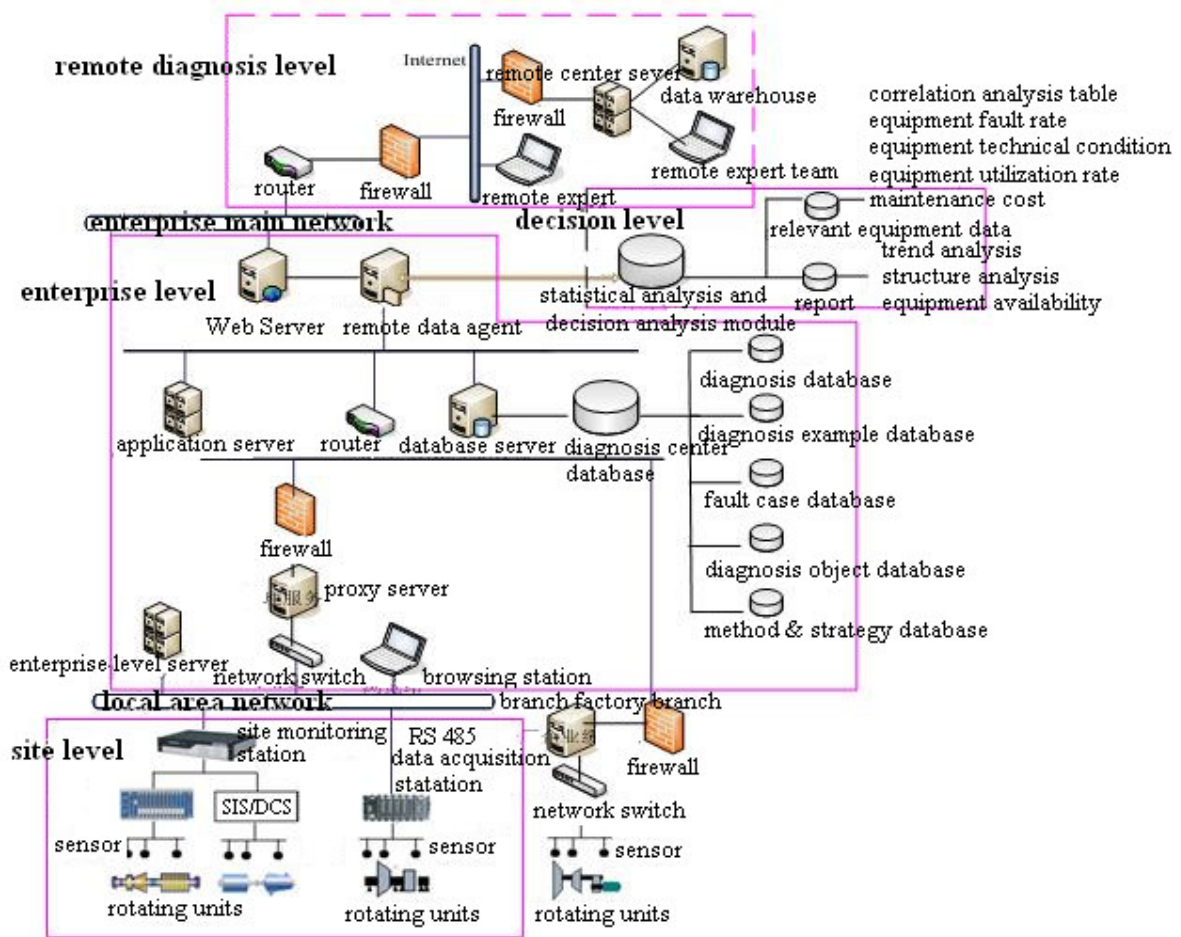 remote diagnosis level
Internet
remote center sever
data warehouse
firewall
router
firewall
remote expert
remote expert team
correlation analysis table
equipment fault rate
equipment technical condition
equipment utilization rate
maintenance cost
enterprise main network
decision level
relevant equipment data
trend analysis
structure analysis
report
equipment availability
enterprise level
Web Server
remote data agent
statistical analysis and
decision analysis module
diagnosis database
application server
router
database server
diagnosis center
database
diagnosis example database
fault case database
firewall
diagnosis object database
proxy server
method & strategy database
enterprise-level server
network switch
browsing station
local area network
branch factory branch
site level
site monitoring
station
RS 485
data acquisition
statation
firewall
SIS/DCS
network switch
sensor
sensor
sensor
rotating units
rotating units
rotating units